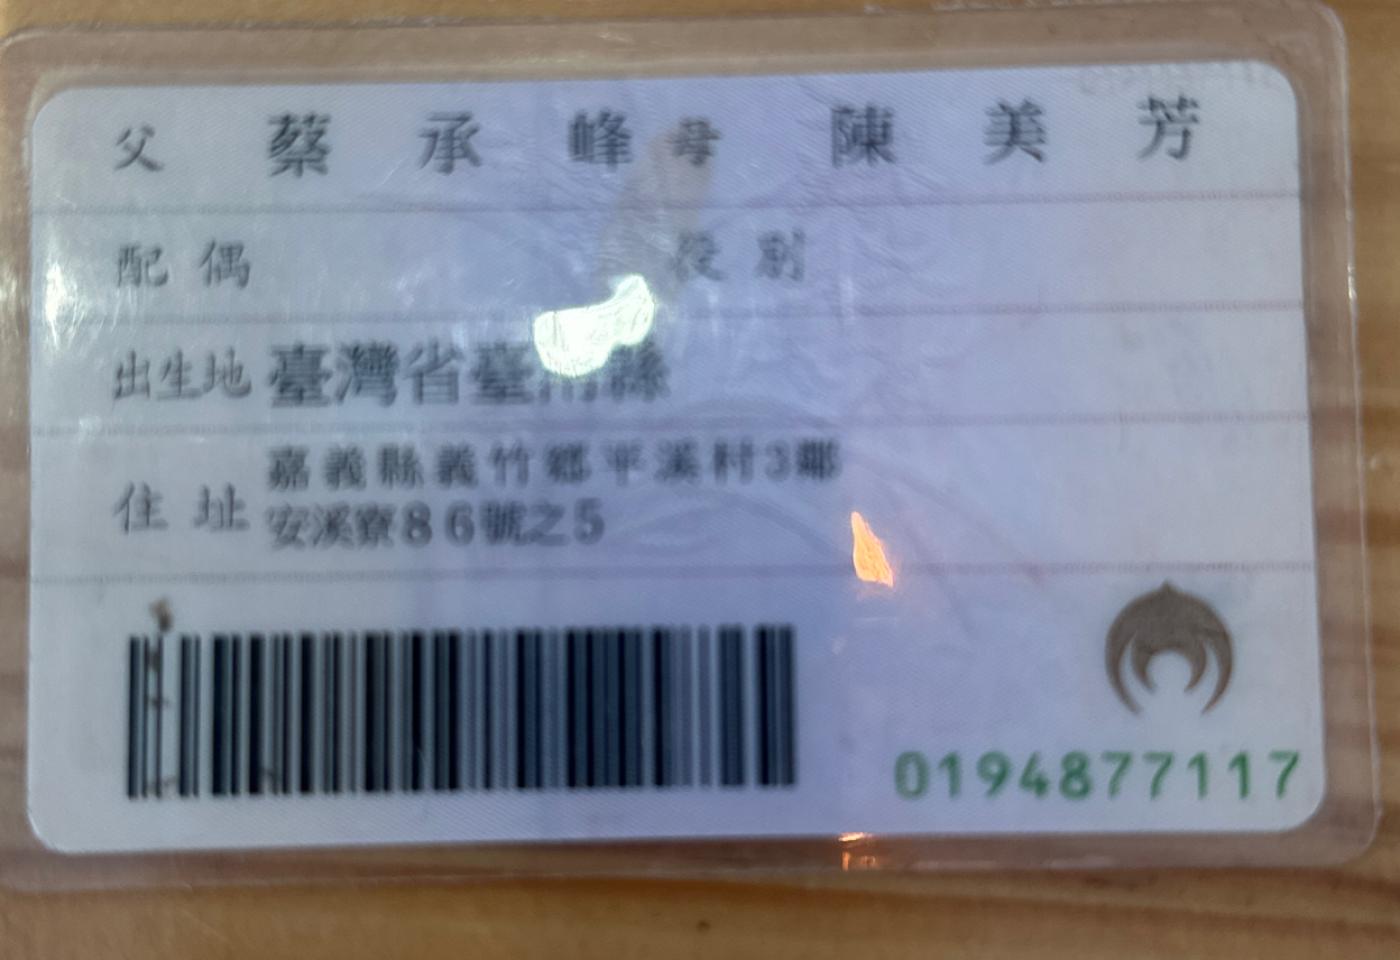 父 蔡承峰 母 陳美芳
配偶 役別
出生地 臺灣省臺南縣
嘉義縣義竹鄉平溪村3鄰
住址 安溪寮86號之5
0194877117